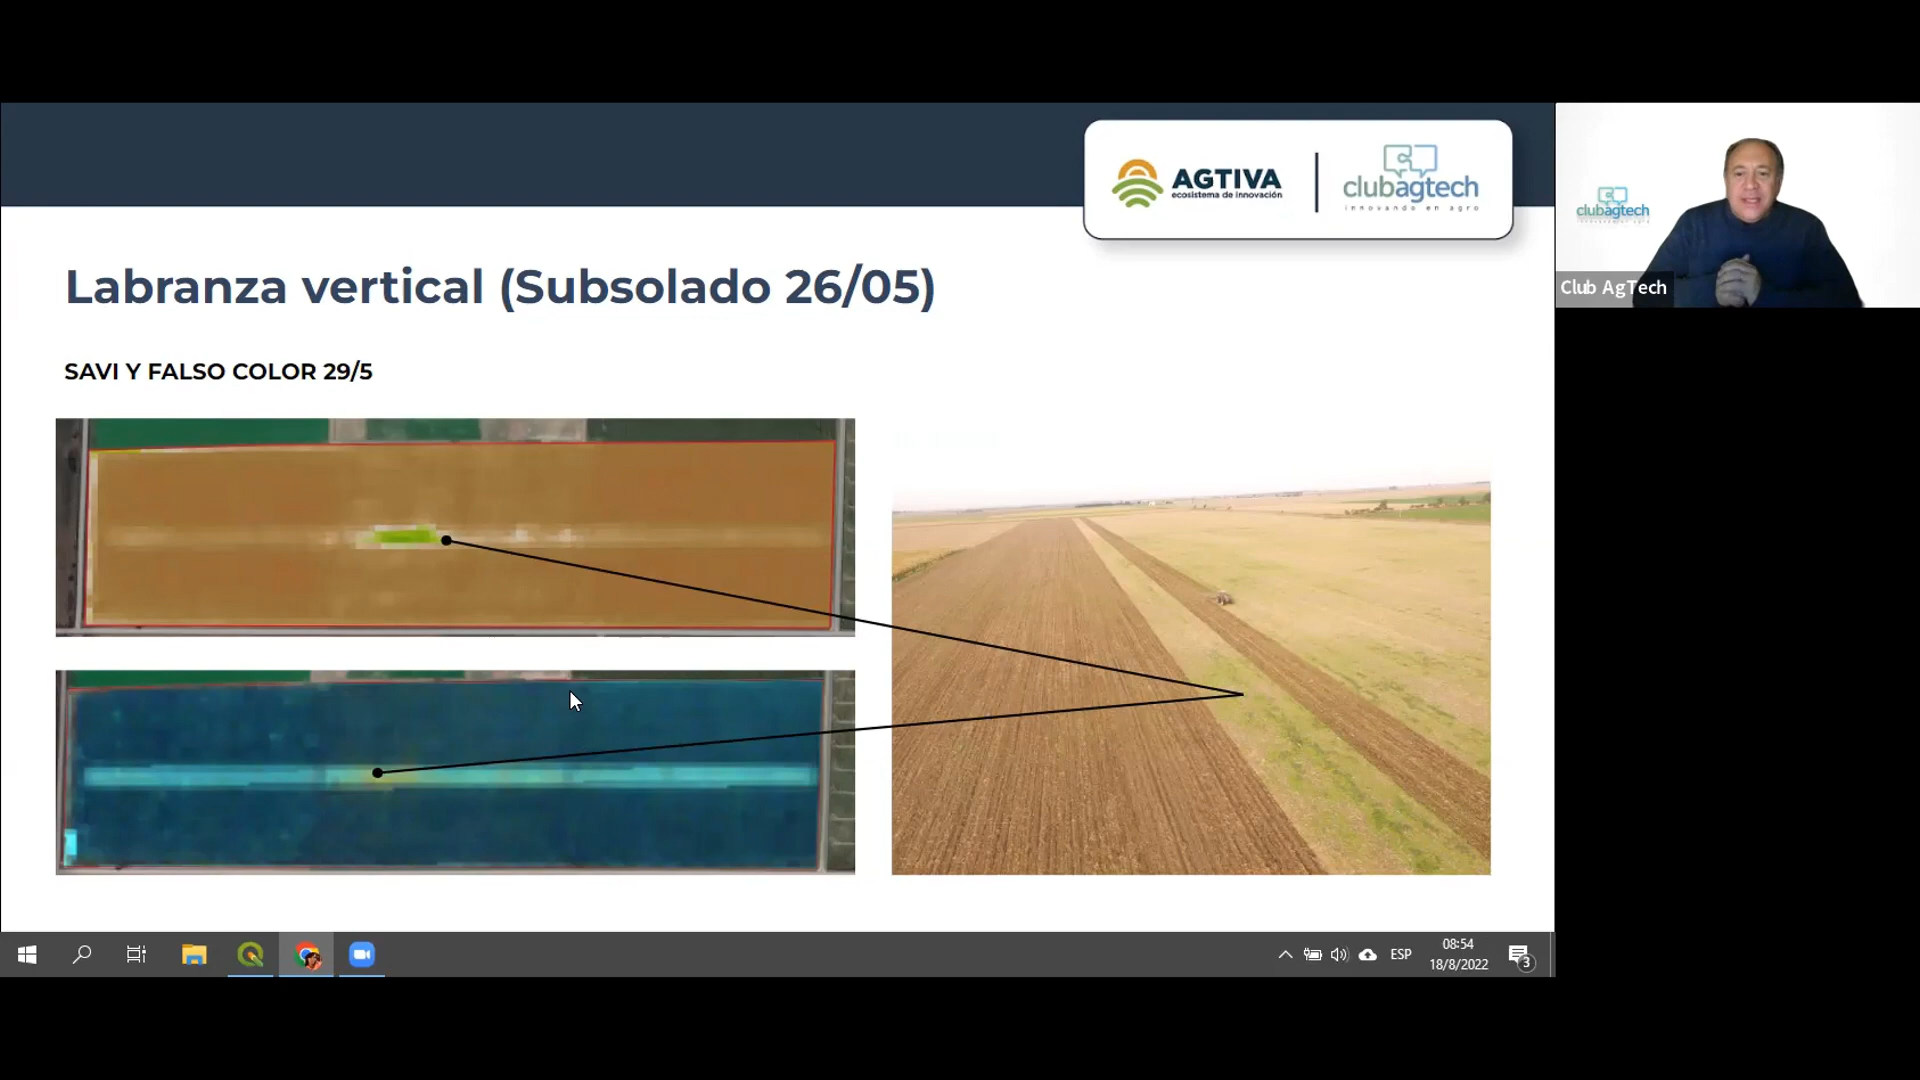 AGTIVA
ecosistema de innovación
clubagtech
innovando en agro
clubagtech
Club AgTech
Labranza vertical (Subsolado 26/05)
SAVI Y FALSO COLOR 29/5
ESP
08:54
18/8/2022
3